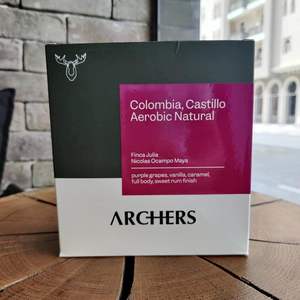 Colombia, Castillo
Aerobic Natural
Finca Julia
Nicolas Ocampo Maya
purple grapes, vanilla, caramel,
full body, sweet rum finish
ARCHERS